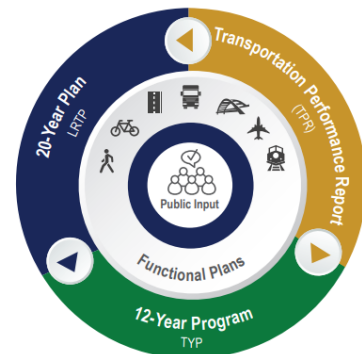 20-Year Plan
LRTP
Transportation Performance Report
(TPR)
Public Input
Functional Plans
12-Year Program
TYP